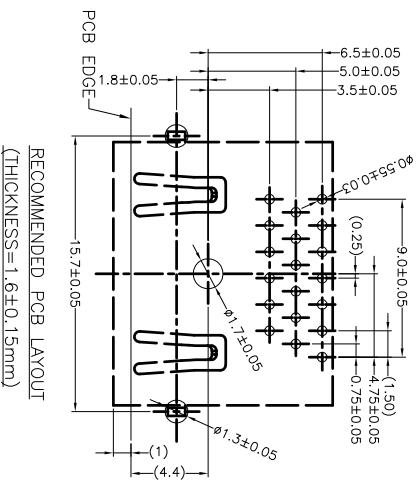 6.5±0.05
5.0±0.05
1.8±0.05
3.5±0.05
PCB EDGE
ø0.55±0.03
(0.25)
9.0±0.05
(1.50)
4.75±0.05
0.75±0.05
15.7±0.05
ø1.7±0.05
ø1.3±0.05
(1)
(4.4)
RECOMMENDED PCB LAYOUT
(THICKNESS=1.6±0.15mm)